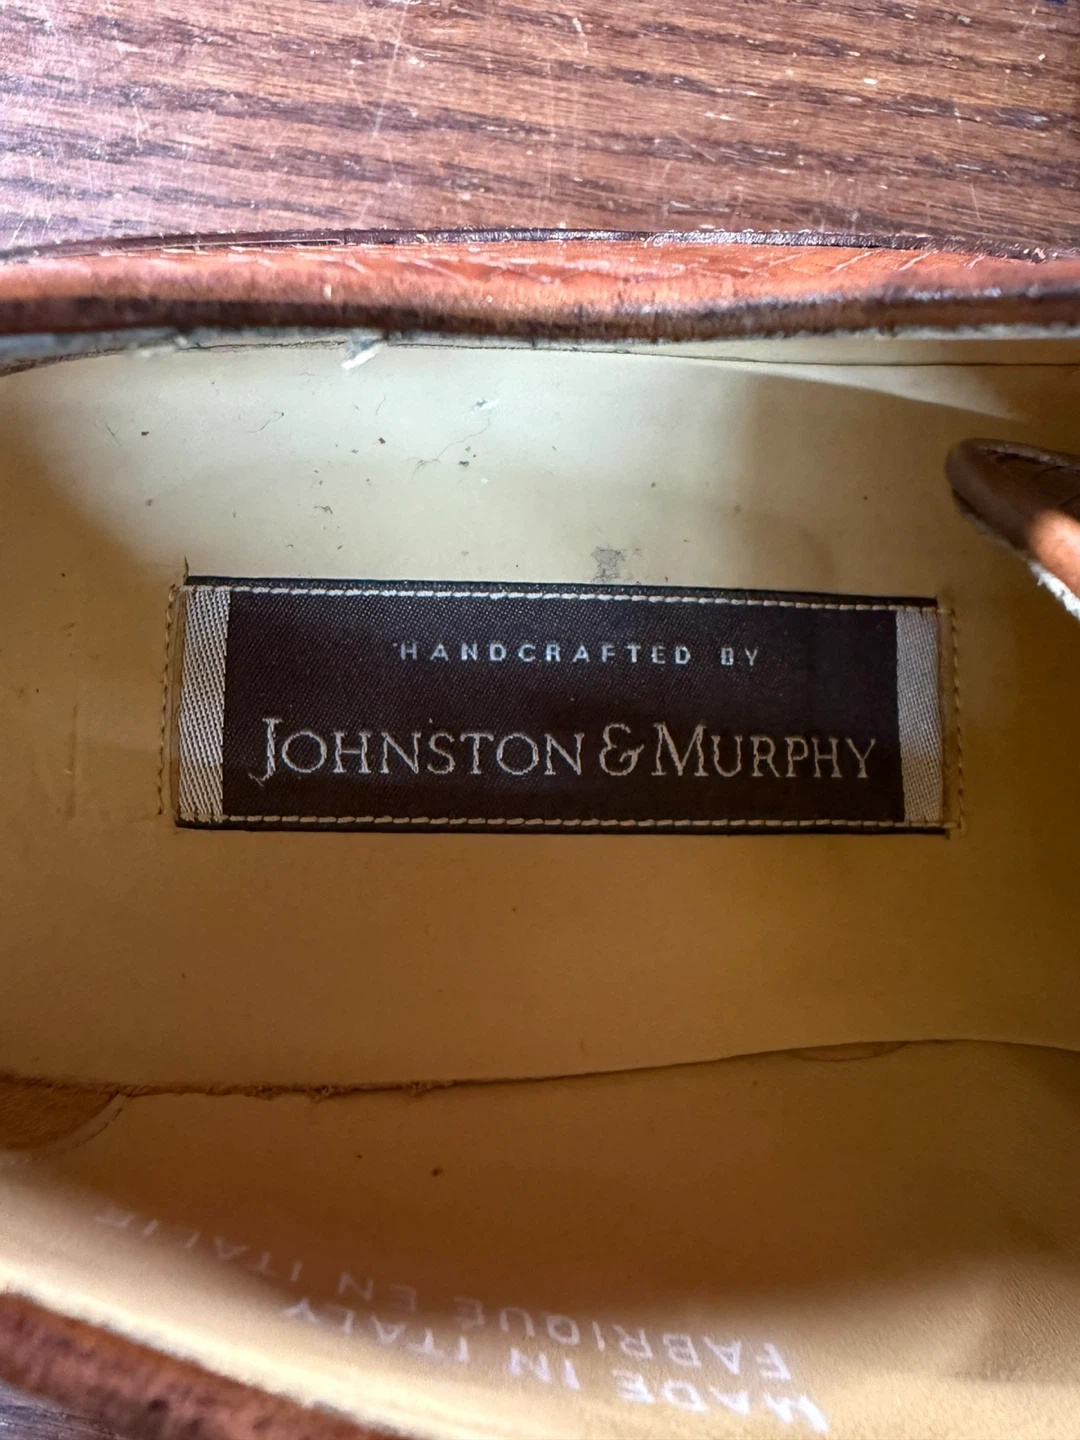 HANDCRAFTED BY
JOHNSTON & MURPHY
MADE IN ITALY
FABRIQUE EN ITALIE